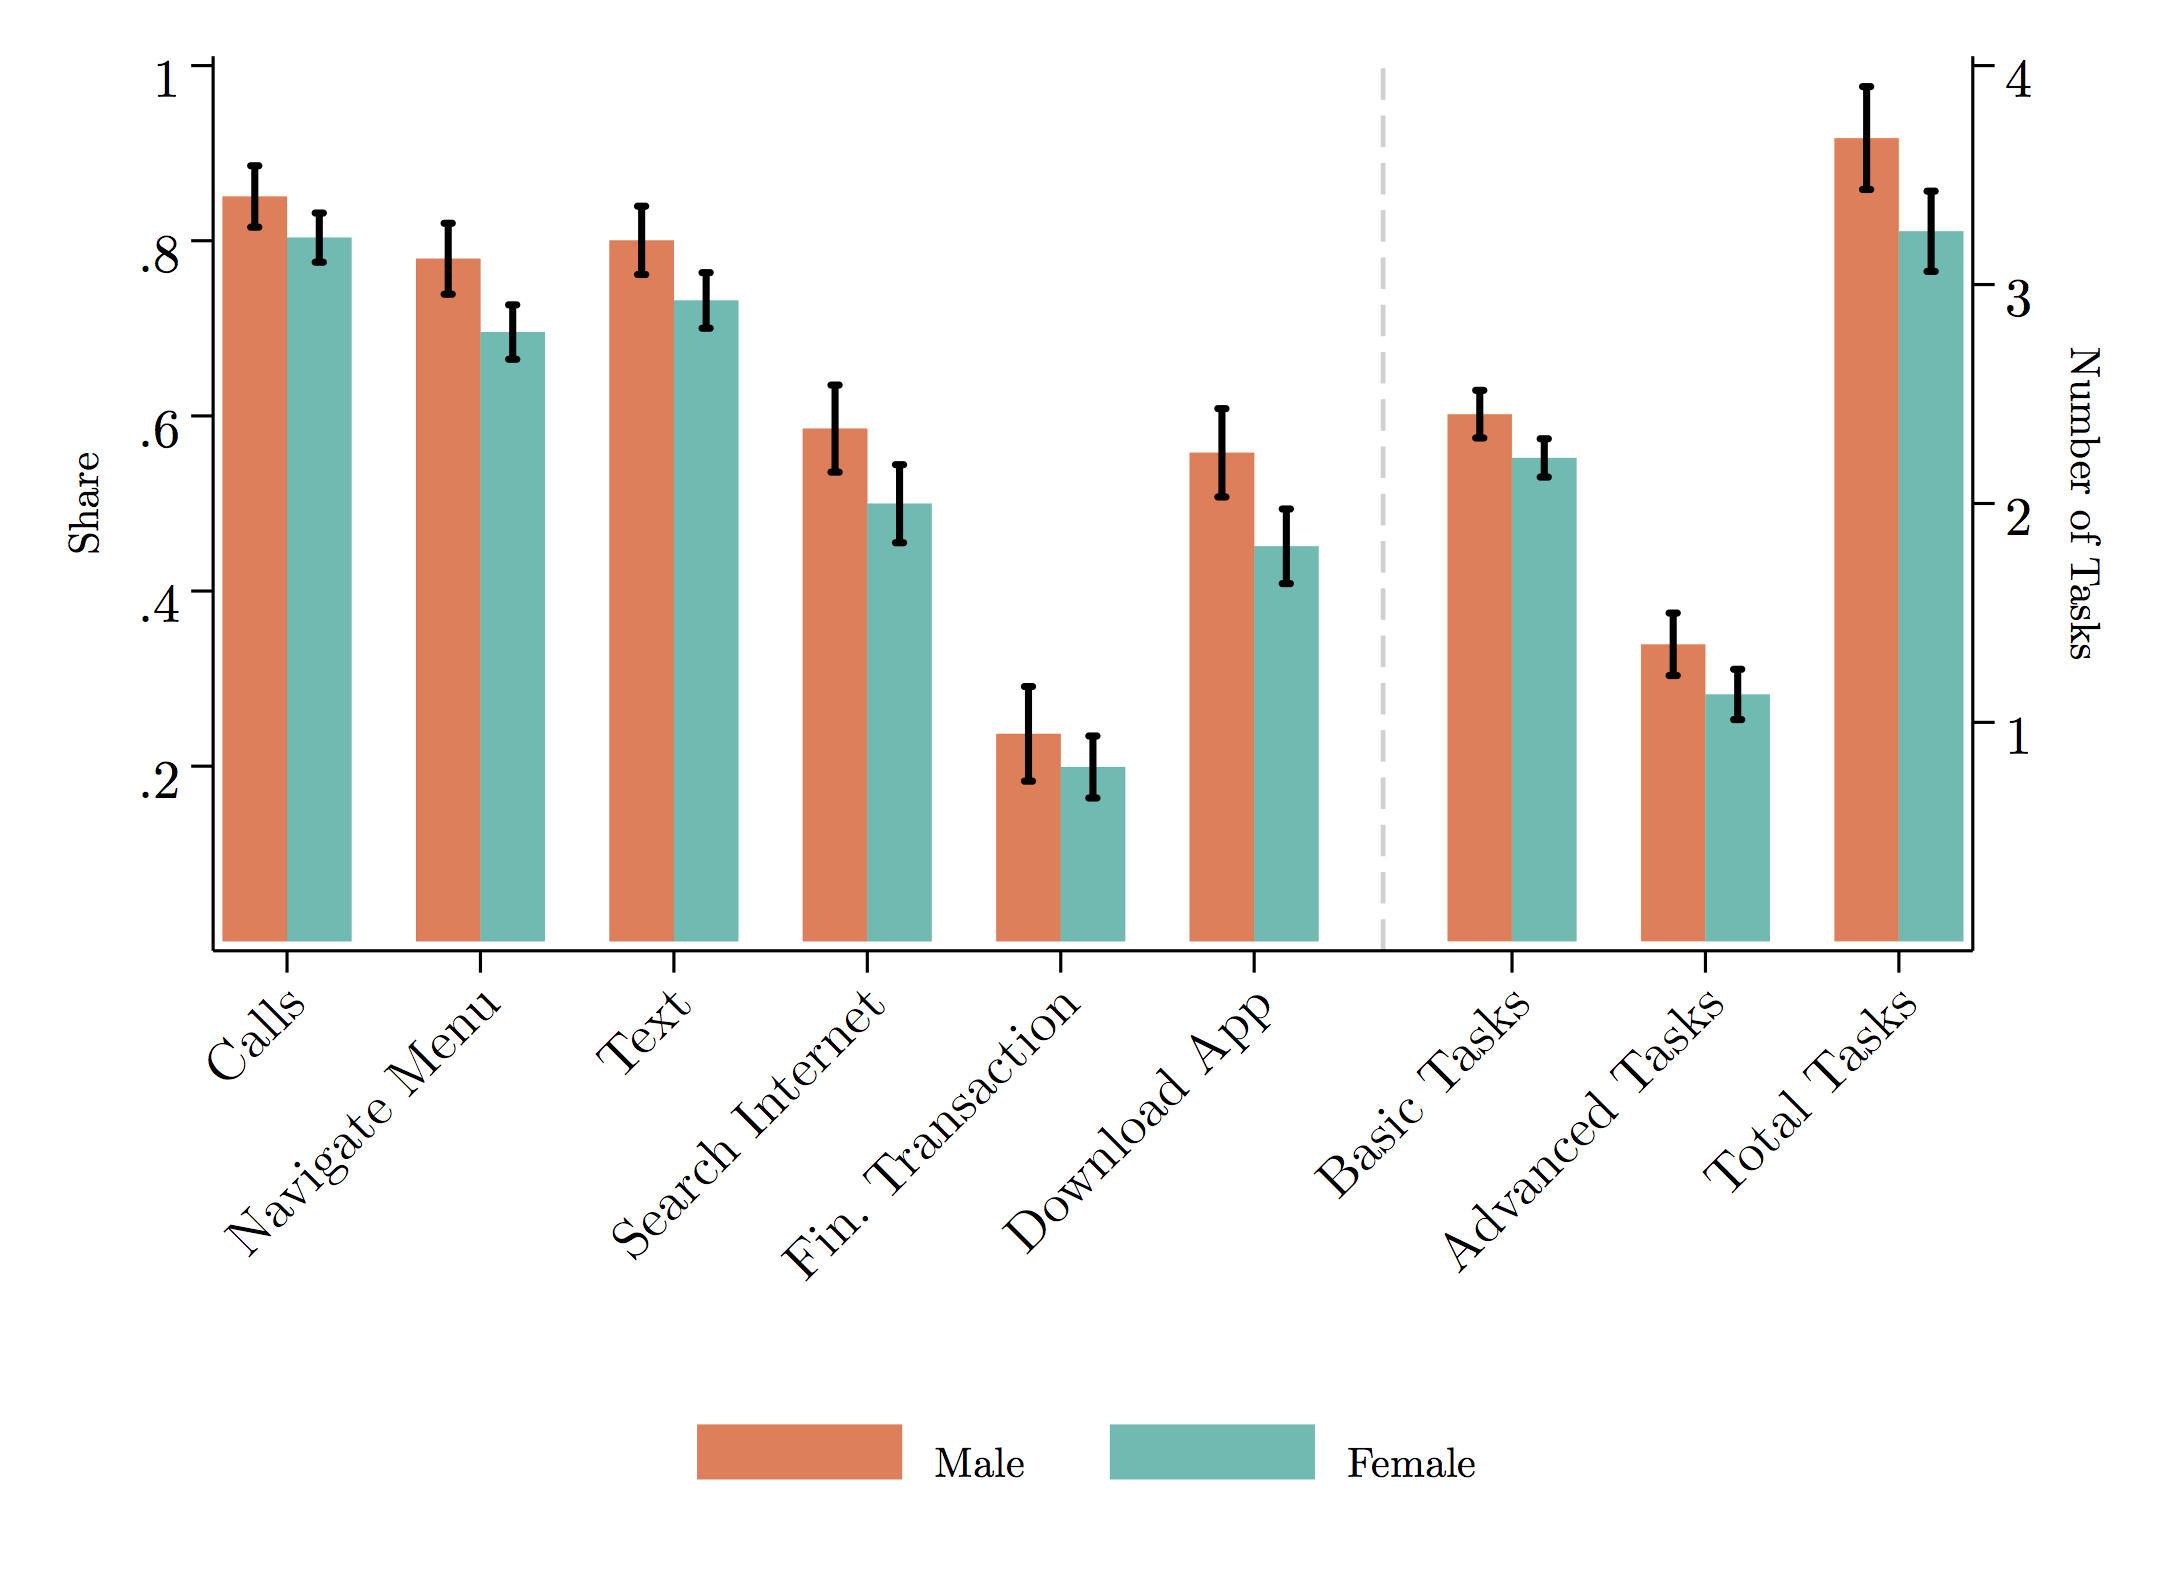 1
.8
.6
.4
.2
Share
4
3
2
1
Number of Tasks
Calls
Navigate Menu
Text
Search Internet
Fin. Transaction
Download App
Basic Tasks
Advanced Tasks
Total Tasks
Male
Female